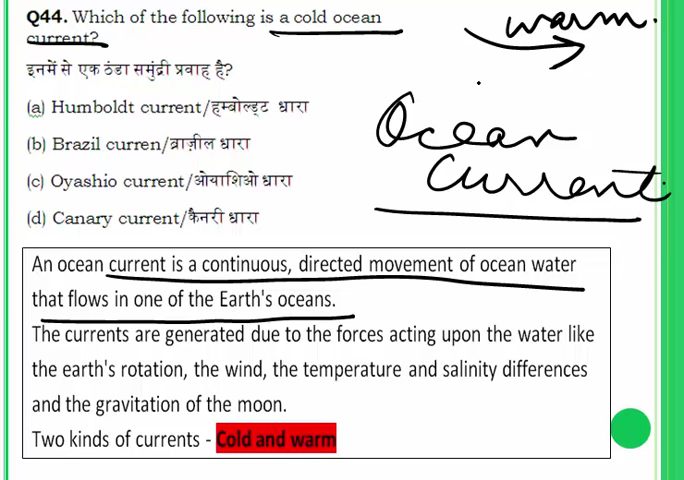 Q44. Which of the following is a cold ocean
current?
इनमें से एक ठंडा समुंद्री प्रवाह है?
(a) Humboldt current/हम्बोल्ड्ट धारा
(b) Brazil curren/ब्राज़ील धारा
(c) Oyashio current/ओयाशिओ धारा
(d) Canary current/कैनरी धारा
warm.
Ocean
Current
An ocean current is a continuous, directed movement of ocean water
that flows in one of the Earth's oceans.
The currents are generated due to the forces acting upon the water like
the earth's rotation, the wind, the temperature and salinity differences
and the gravitation of the moon.
Two kinds of currents - Cold and warm